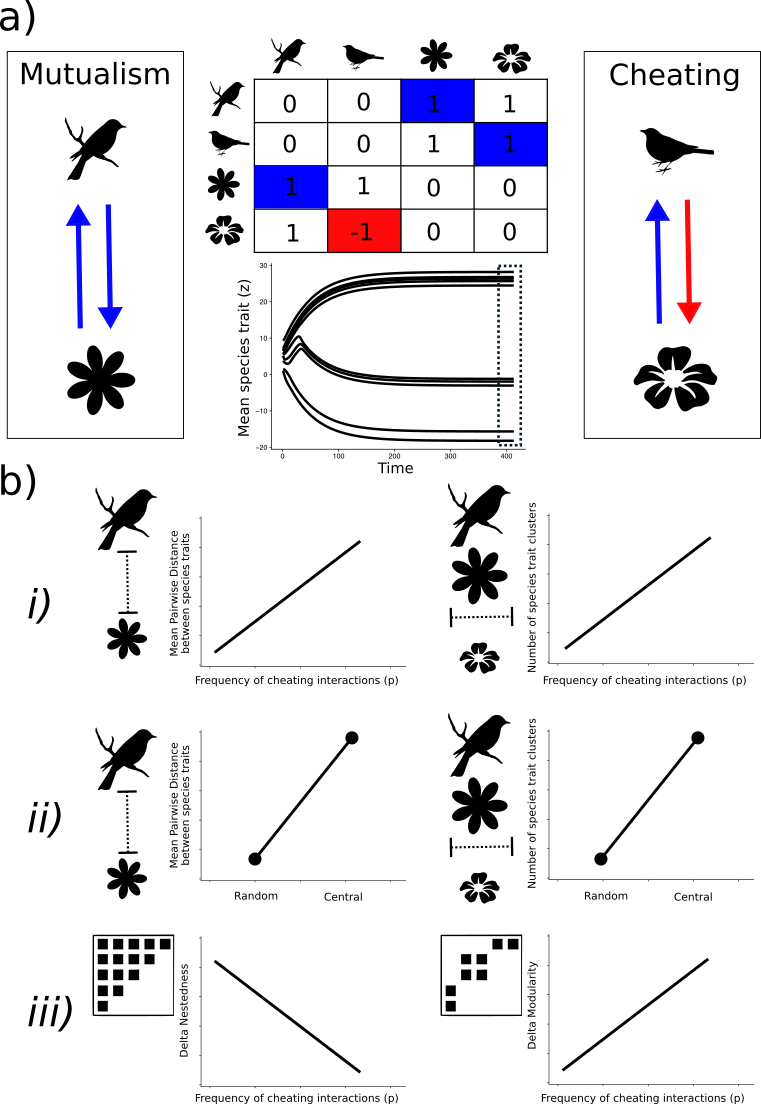 a)
Mutualism
Cheating
0 0 1 1
0 0 1 1
1 1 0 0
1 -1 0 0
Mean species trait (z)
30
20
10
0
−10
−20
0 100 200 300 400
Time
b)
i)
Mean Pairwise Distance
between species traits
Frequency of cheating interactions (p)
Number of species trait clusters
Frequency of cheating interactions (p)
ii)
Mean Pairwise Distance
between species traits
Random Central
Number of species trait clusters
Random Central
iii)
Delta Nestedness
Frequency of cheating interactions (p)
Delta Modularity
Frequency of cheating interactions (p)